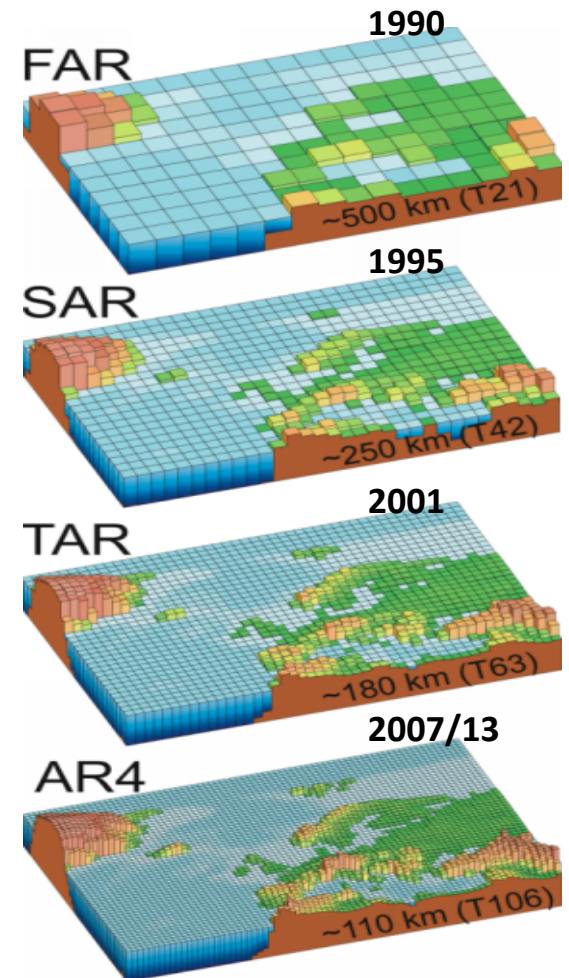 1990
FAR
~500 km (T21)
1995
SAR
~250 km (T42)
2001
TAR
~180 km (T63)
2007/13
AR4
~110 km (T106)